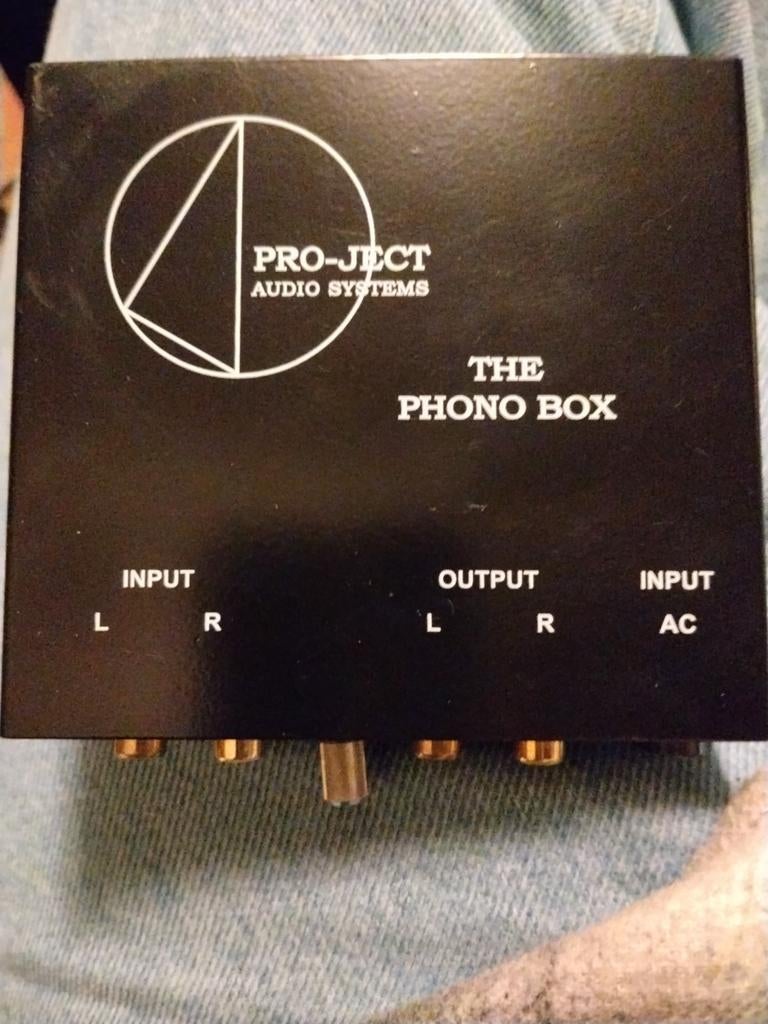 PRO-JECT
AUDIO SYSTEMS
THE
PHONO BOX
INPUT OUTPUT INPUT
L R L R AC